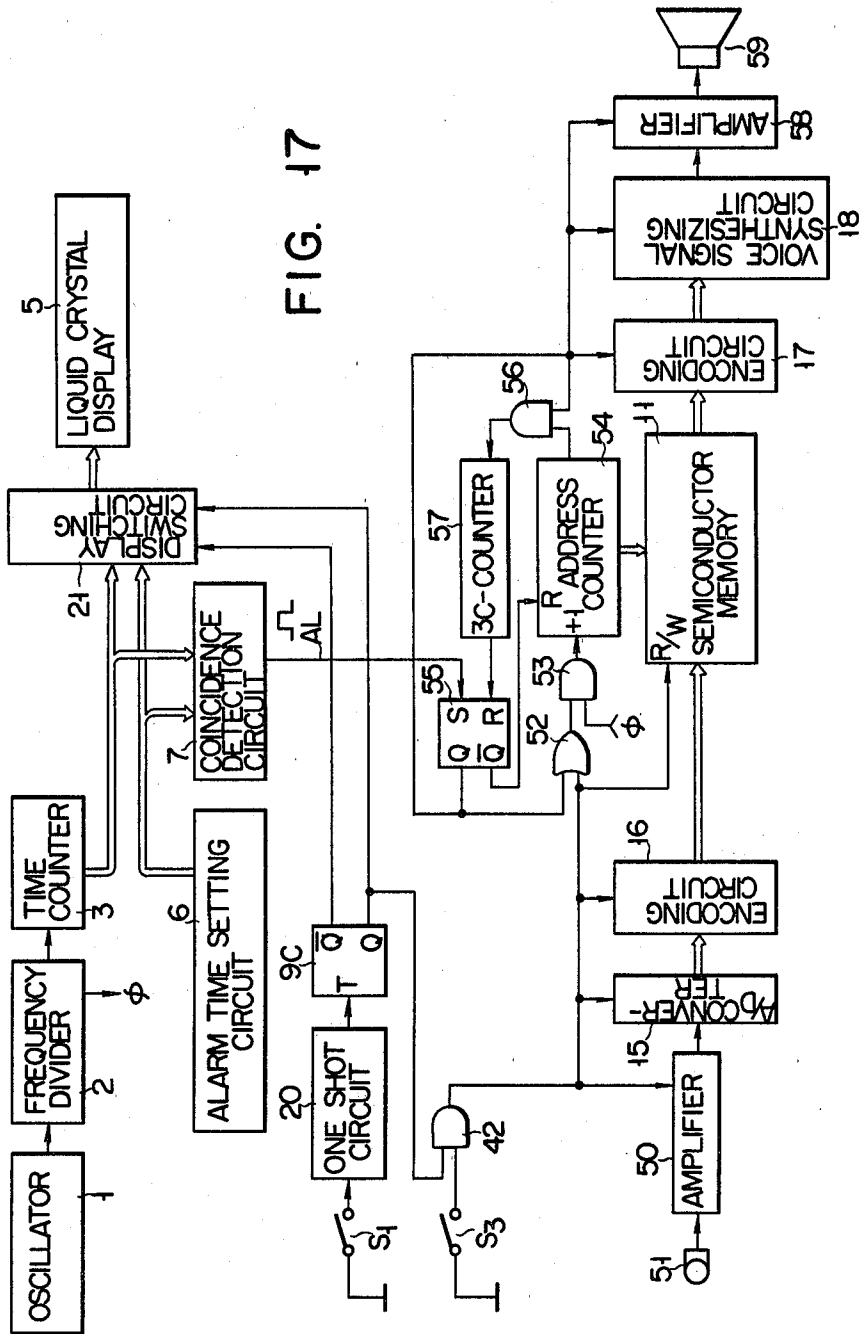 FIG. 17
OSCILLATOR
1
FREQUENCY
DIVIDER
2
φ
TIME
COUNTER
3
ALARM TIME SETTING
CIRCUIT
6
COINCIDENCE
DETECTION
CIRCUIT
7
AL
DISPLAY
SWITCHING
CIRCUIT
21
LIQUID CRYSTAL
DISPLAY
5
S1
ONE SHOT
CIRCUIT
20
T
Q̅
Q
9C
S3
42
S
R
Q
Q̅
55
3C-COUNTER
57
56
52
53
φ
R
+1
ADDRESS
COUNTER
54
51
AMPLIFIER
50
A/D CONVER-
TER
15
ENCODING
CIRCUIT
16
R/W
SEMICONDUCTOR
MEMORY
11
ENCODING
CIRCUIT
17
VOICE SIGNAL
SYNTHESIZING
CIRCUIT
18
AMPLIFIER
58
59